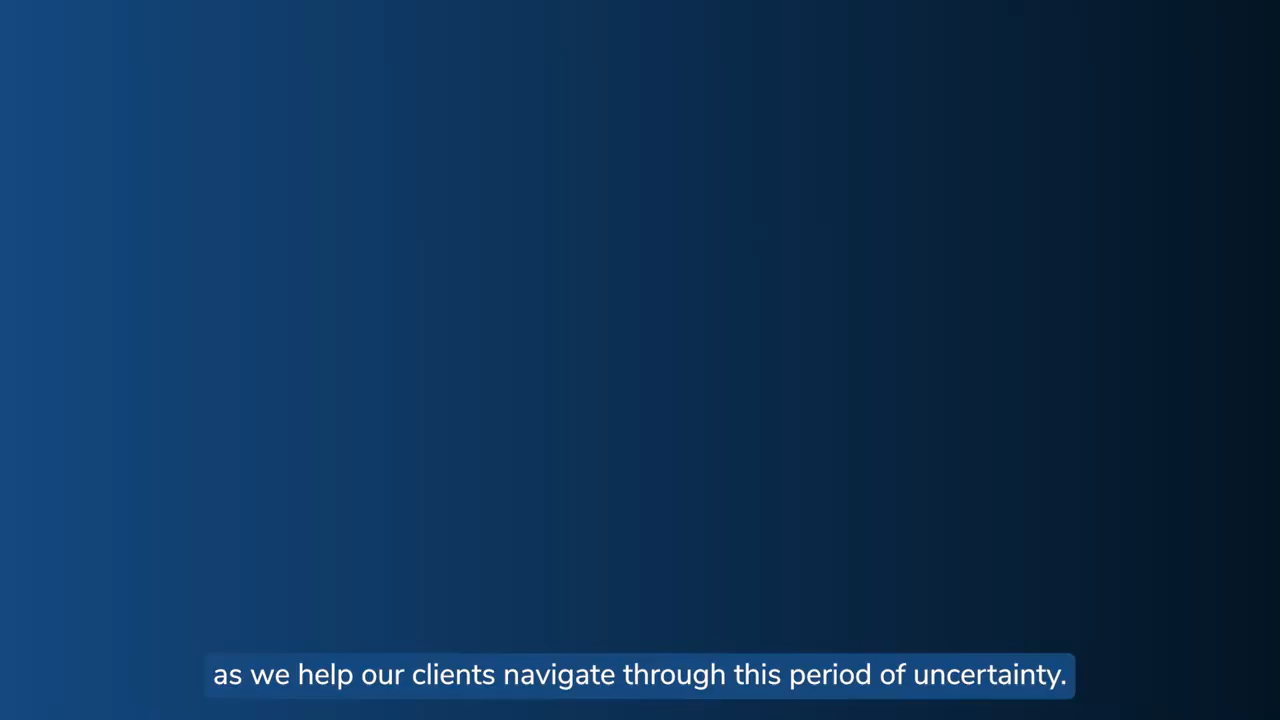 as we help our clients navigate through this period of uncertainty.